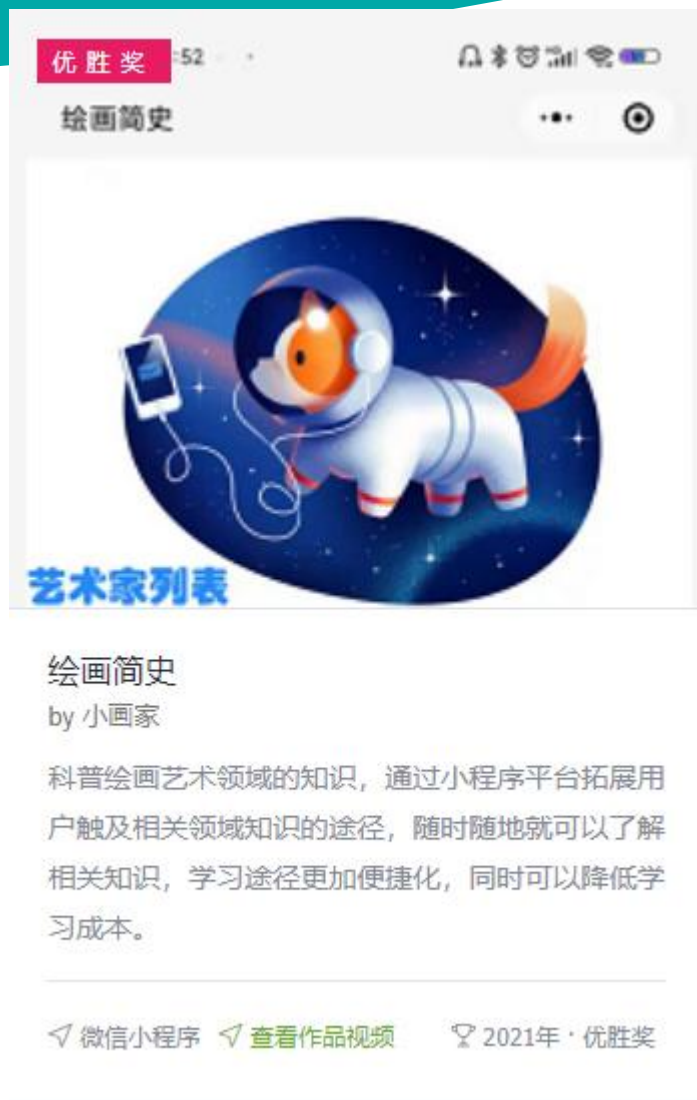 优胜奖 :52
绘画简史
艺术家列表
绘画简史
by 小画家
科普绘画艺术领域的知识，通过小程序平台拓展用
户触及相关领域知识的途径，随时随地就可以了解
相关知识，学习途径更加便捷化，同时可以降低学
习成本。
微信小程序 查看作品视频 2021年 · 优胜奖